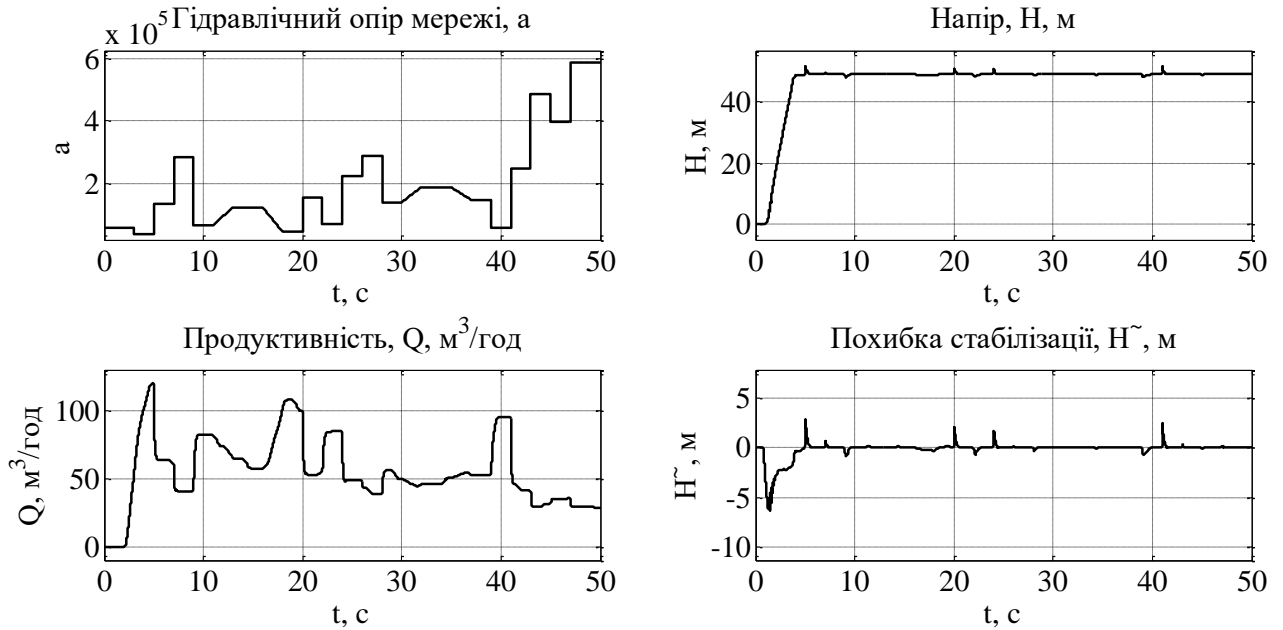 Гідравлічний опір мережі, а
x 10^5
6
4
2
a
0 10 20 30 40 50
t, c
Напір, Н, м
40
20
0
Н, м
0 10 20 30 40 50
t, c
Продуктивність, Q, м^3/год
100
50
0
Q, м^3/год
0 10 20 30 40 50
t, c
Похибка стабілізації, H~, м
5
0
-5
-10
H~, м
0 10 20 30 40 50
t, c